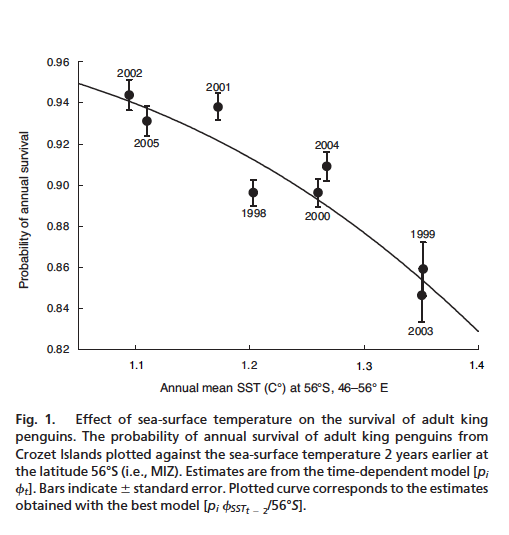 0.96
0.94
0.92
0.90
0.88
0.86
0.84
0.82
Probability of annual survival
2002
2001
2005
2004
1998
2000
1999
2003
1.1
1.2
1.3
1.4
Annual mean SST (C°) at 56°S, 46–56° E
Fig. 1. Effect of sea-surface temperature on the survival of adult king
penguins. The probability of annual survival of adult king penguins from
Crozet Islands plotted against the sea-surface temperature 2 years earlier at
the latitude 56°S (i.e., MIZ). Estimates are from the time-dependent model [pᵢ
ϕₜ]. Bars indicate ± standard error. Plotted curve corresponds to the estimates
obtained with the best model [pᵢ ϕSSTₜ ₋ ₂/56°S].